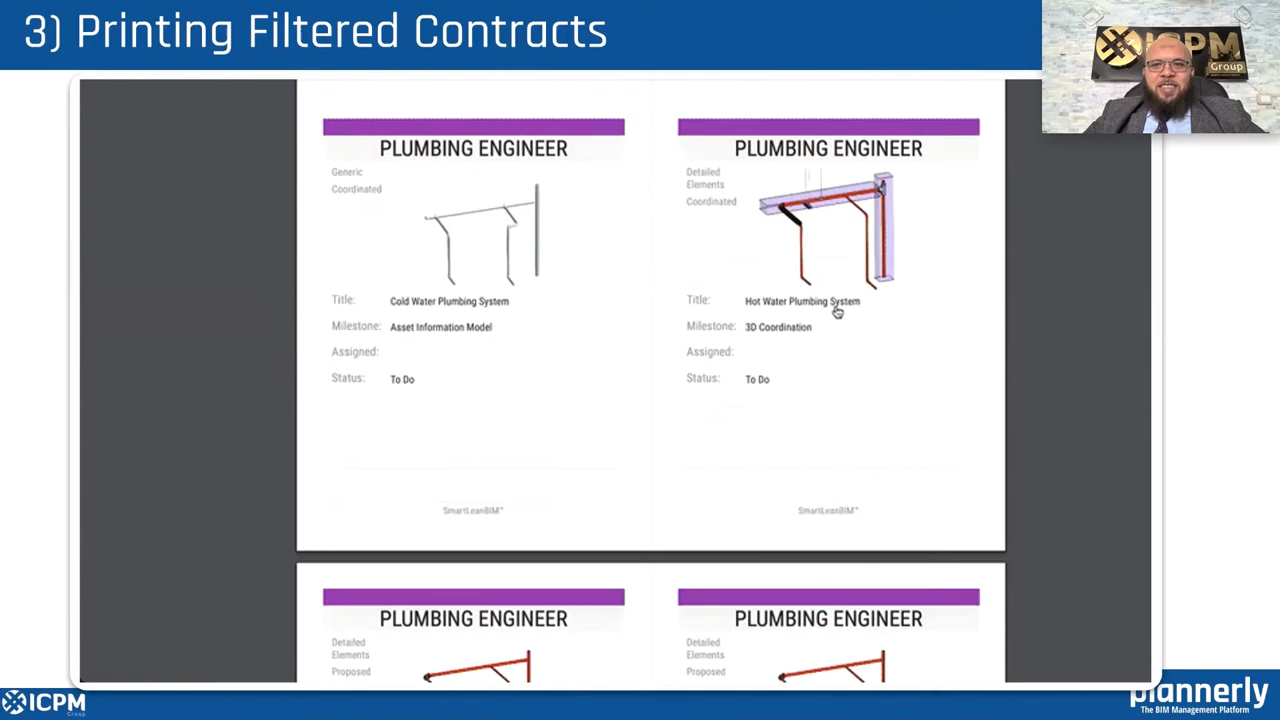 3) Printing Filtered Contracts
ICPM
Group
PLUMBING ENGINEER
Generic
Coordinated
Title: Cold Water Plumbing System
Milestone: Asset Information Model
Assigned:
Status: To Do
SmartLeanBIM™
PLUMBING ENGINEER
Detailed
Elements
Coordinated
Title: Hot Water Plumbing System
Milestone: 3D Coordination
Assigned:
Status: To Do
SmartLeanBIM™
PLUMBING ENGINEER
Detailed
Elements
Proposed
PLUMBING ENGINEER
Detailed
Elements
Proposed
ICPM
Group
plannerly
The BIM Management Platform